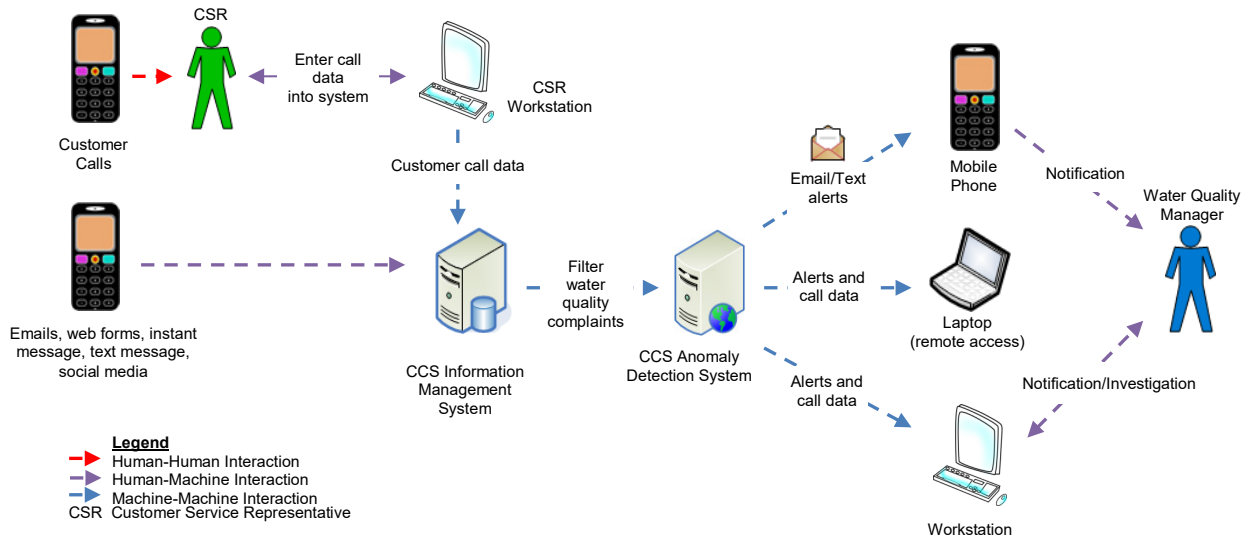 CSR
Enter call
data
into system
CSR
Workstation
Customer
Calls
Customer call data
Email/Text
alerts
Mobile
Phone
Notification
Water Quality
Manager
Emails, web forms, instant
message, text message,
social media
CCS Information
Management
System
Filter
water
quality
complaints
CCS Anomaly
Detection System
Alerts and
call data
Laptop
(remote access)
Alerts and
call data
Notification/Investigation
Workstation
Legend
Human-Human Interaction
Human-Machine Interaction
Machine-Machine Interaction
CSR Customer Service Representative